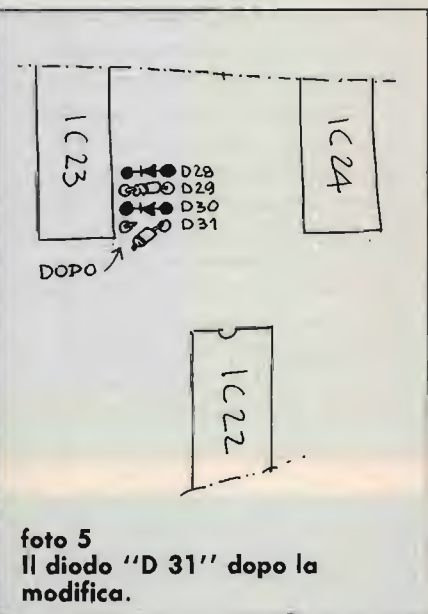 IC23
IC24
D28
D29
D30
D31
DOPO
IC22
foto 5
Il diodo "D 31" dopo la
modifica.